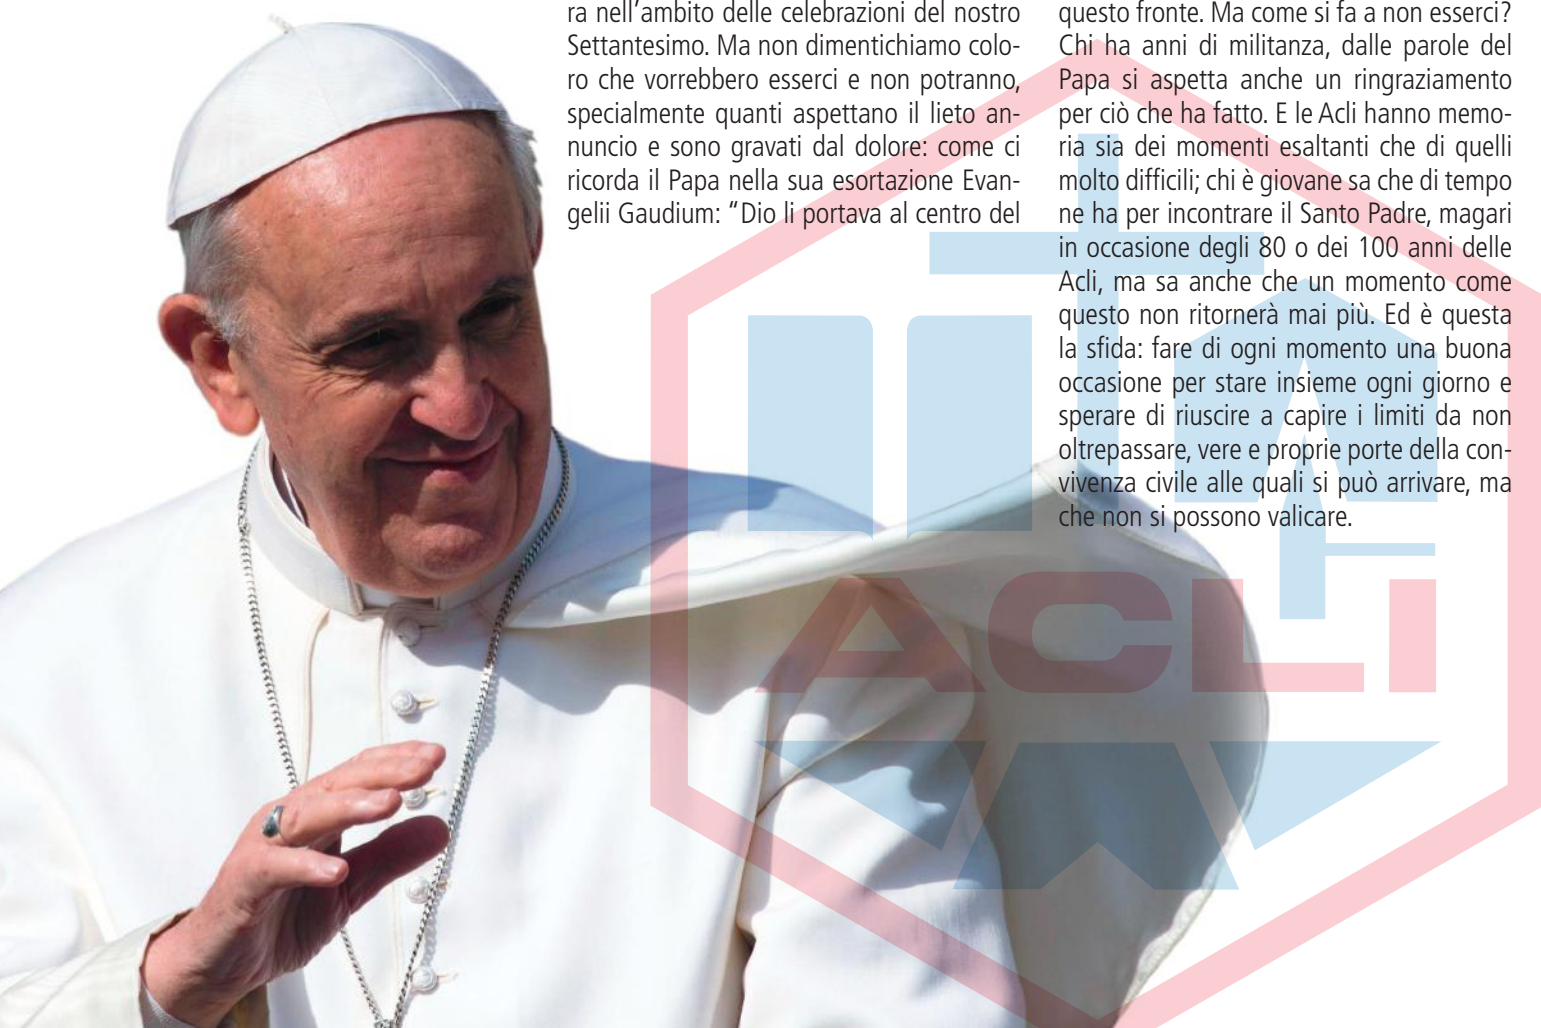 ra nell’ambito delle celebrazioni del nostro
Settantesimo. Ma non dimentichiamo colo-
ro che vorrebbero esserci e non potranno,
specialmente quanti aspettano il lieto an-
nuncio e sono gravati dal dolore: come ci
ricorda il Papa nella sua esortazione Evan-
gelii Gaudium: “Dio li portava al centro del
questo fronte. Ma come si fa a non esserci?
Chi ha anni di militanza, dalle parole del
Papa si aspetta anche un ringraziamento
per ciò che ha fatto. E le Acli hanno memo-
ria sia dei momenti esaltanti che di quelli
molto difficili; chi è giovane sa che di tempo
ne ha per incontrare il Santo Padre, magari
in occasione degli 80 o dei 100 anni delle
Acli, ma sa anche che un momento come
questo non ritornerà mai più. Ed è questa
la sfida: fare di ogni momento una buona
occasione per stare insieme ogni giorno e
sperare di riuscire a capire i limiti da non
oltrepassare, vere e proprie porte della con-
vivenza civile alle quali si può arrivare, ma
che non si possono valicare.
ACLI